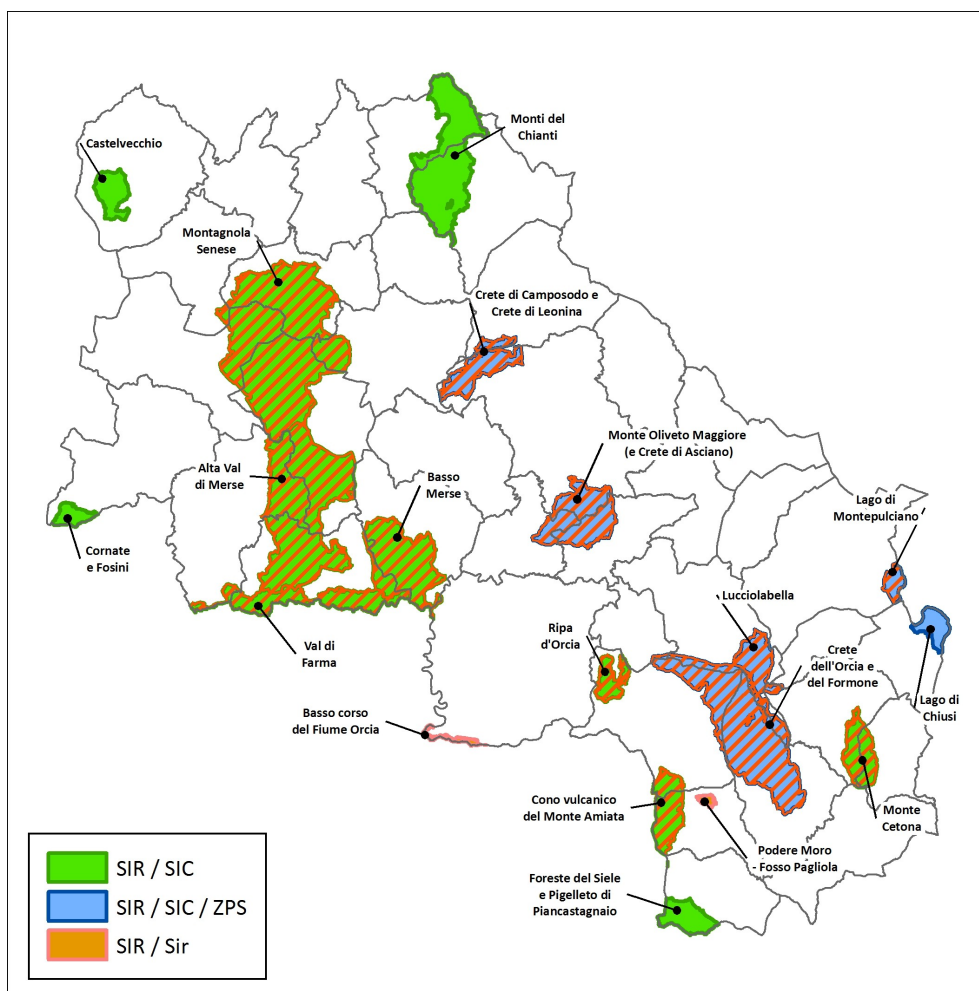 Monti del
Chianti
Castelvecchio
Montagnola
Senese
Crete di Camposodo e
Crete di Leonina
Monte Oliveto Maggiore
(e Crete di Asciano)
Alta Val
di Merse
Basso
Merse
Lago di
Montepulciano
Cornate
e Fosini
Lucciolabella
Ripa
d'Orcia
Val di
Farma
Crete
dell'Orcia e
del Formone
Lago di
Chiusi
Basso corso
del Fiume Orcia
Cono vulcanico
del Monte Amiata
Monte
Cetona
Podere Moro
- Fosso Pagliola
Foreste del Siele
e Pigelleto di
Piancastagnaio
SIR / SIC
SIR / SIC / ZPS
SIR / Sir